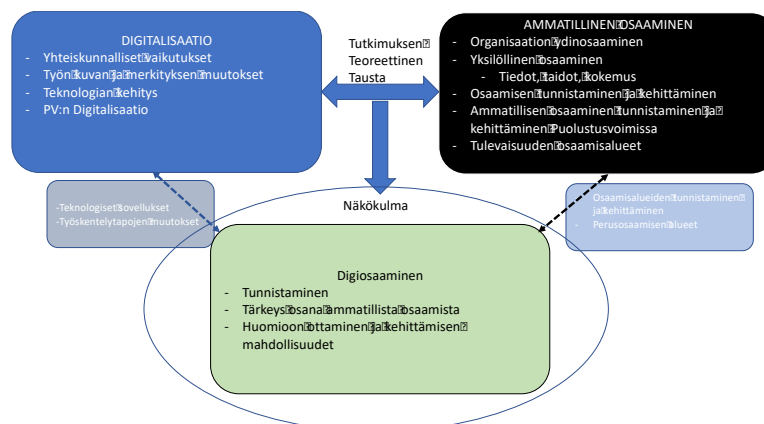 DIGITALISAATIO
- Yhteiskunnalliset vaikutukset
- Työn kuvan ja merkityksen muutokset
- Teknologian kehitys
- PV:n Digitalisaatio
Tutkimuksen
Teoreettinen
Tausta
AMMATILLINEN OSAAMINEN
- Organisaation ydinosaaminen
- Yksilöllinen osaaminen
- Tiedot, taidot, kokemus
- Osaamisen tunnistaminen ja kehittäminen
- Ammatillisen osaaminen tunnistaminen ja
kehittäminen Puolustusvoimissa
- Tulevaisuuden osaamisalueet
-Teknologiset sovellukset
-Työskentelytapojen muutokset
Näkökulma
- Osaamisalueiden tunnistaminen
ja kehittäminen
- Perusosaamisen alueet
Digiosaaminen
- Tunnistaminen
- Tärkeys osana ammatillista osaamista
- Huomioon ottaminen ja kehittämisen
mahdollisuudet